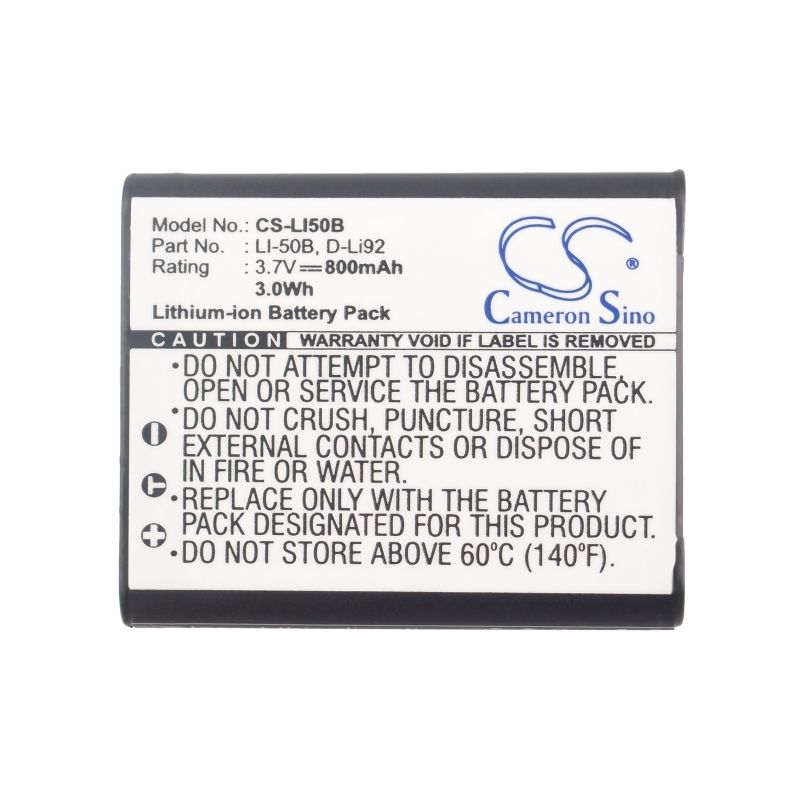 Model No.: CS-LI50B
Part No. : LI-50B, D-Li92
Rating : 3.7V⎓800mAh
3.0Wh
Lithium-ion Battery Pack
CS®
Cameron Sino
CAUTION WARRANTY VOID IF LABEL IS REMOVED
•DO NOT ATTEMPT TO DISASSEMBLE,
OPEN OR SERVICE THE BATTERY PACK.
•DO NOT CRUSH, PUNCTURE, SHORT
EXTERNAL CONTACTS OR DISPOSE OF
IN FIRE OR WATER.
•REPLACE ONLY WITH THE BATTERY
PACK DESIGNATED FOR THIS PRODUCT.
•DO NOT STORE ABOVE 60°C (140°F).